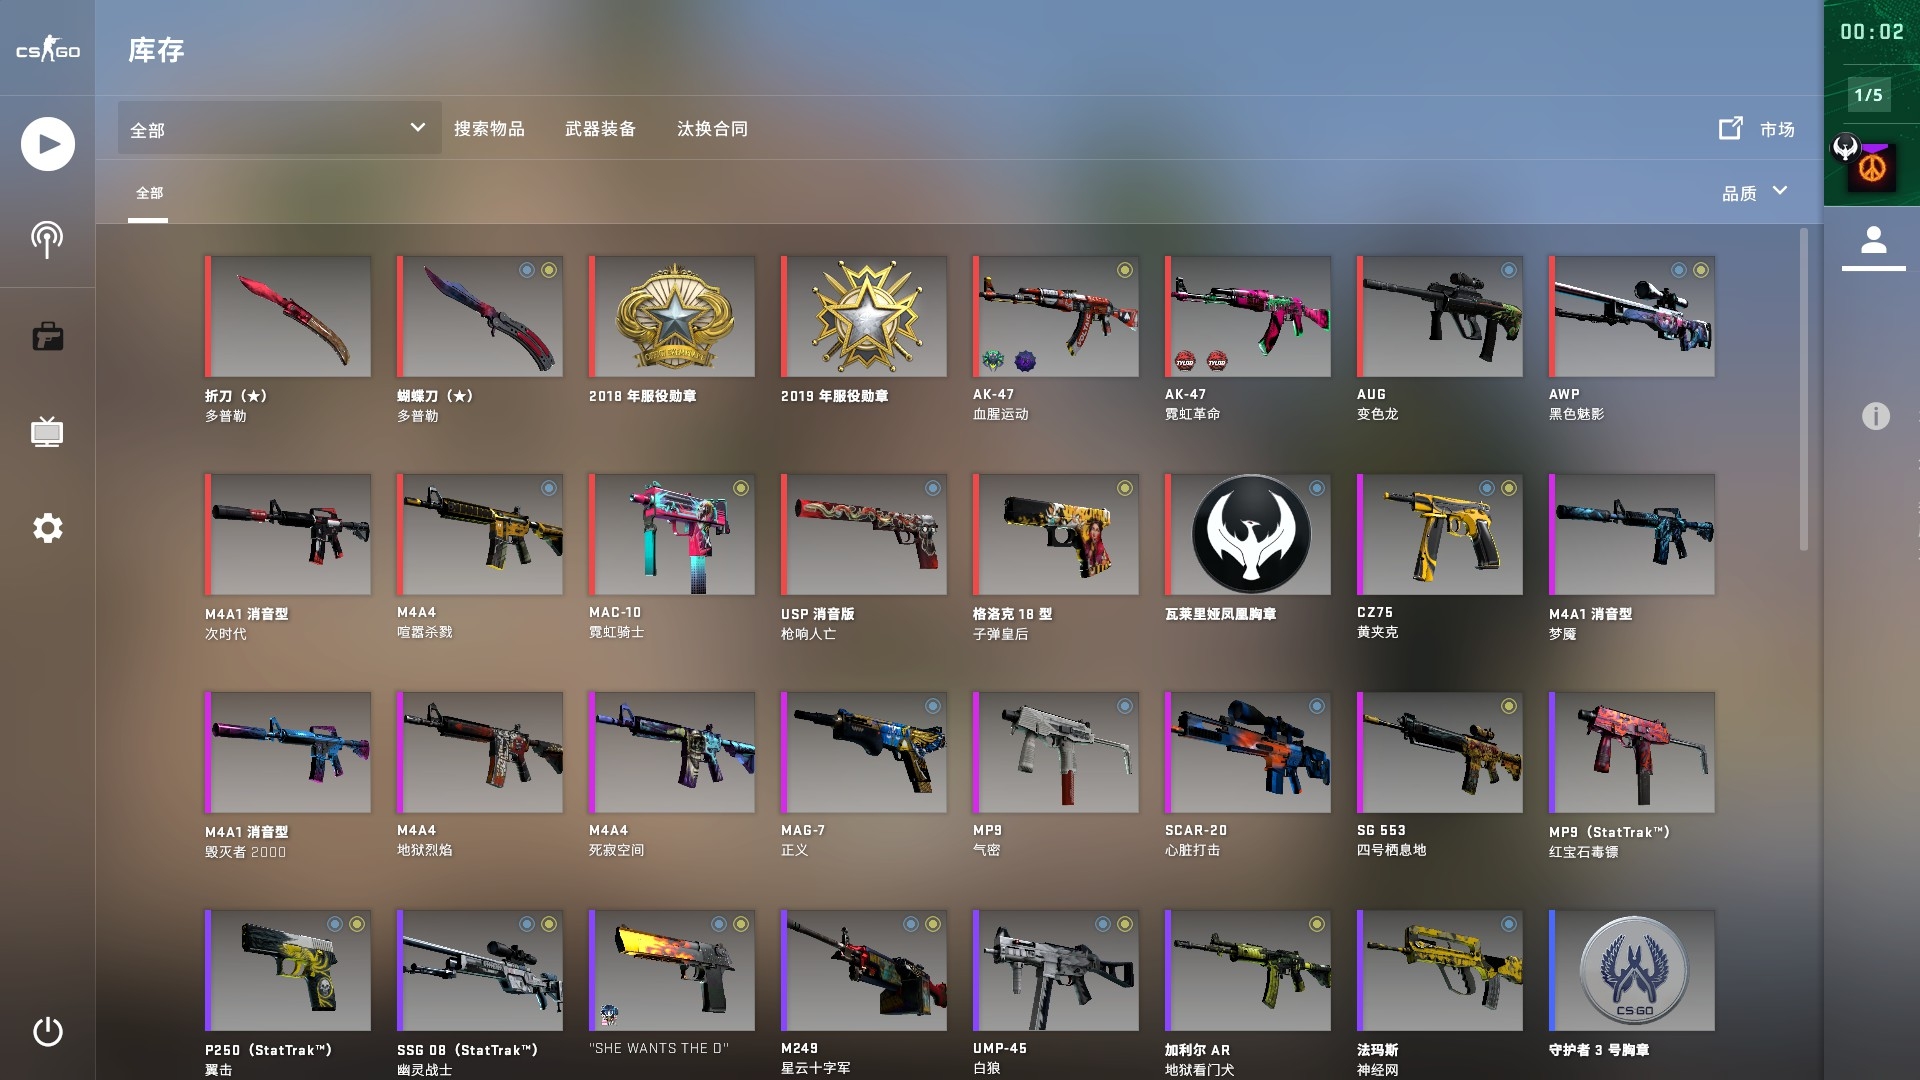 CS GO
库存
00:02
1/5
全部
搜索物品
武器装备
汰换合同
市场
全部
品质
折刀（★）
多普勒
蝴蝶刀（★）
多普勒
2018 年服役勋章
2019 年服役勋章
AK-47
血腥运动
AK-47
霓虹革命
AUG
变色龙
AWP
黑色魅影
M4A1 消音型
次时代
M4A4
喧嚣杀戮
MAC-10
霓虹骑士
USP 消音版
枪响人亡
格洛克 18 型
子弹皇后
瓦莱里娅凤凰胸章
CZ75
黄夹克
M4A1 消音型
梦魇
M4A1 消音型
毁灭者 2000
M4A4
地狱烈焰
M4A4
死寂空间
MAG-7
正义
MP9
气密
SCAR-20
心脏打击
SG 553
四号栖息地
MP9（StatTrak™）
红宝石毒镖
CS GO
P250（StatTrak™）
翼击
SSG 08（StatTrak™）
幽灵战士
"SHE WANTS THE D"
M249
星云十字军
UMP-45
白狼
加利尔 AR
地狱看门犬
法玛斯
神经网
守护者 3 号胸章